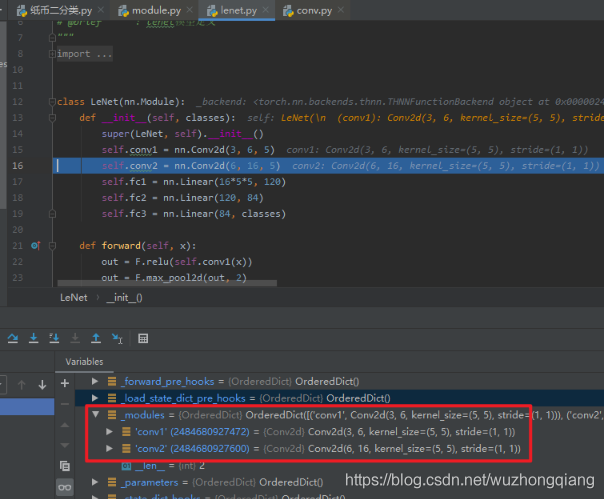 纸币二分类.py × module.py × lenet.py × conv.py ×
6 # @brief : lenet模型定义
7 """
8 import ...
10
11
12 class LeNet(nn.Module): _backend: <torch.nn.backends.thnn.THNNFunctionBackend object at 0x0000024
13 def __init__(self, classes): self: LeNet(\n (conv1): Conv2d(3, 6, kernel_size=(5, 5), stride=
14 super(LeNet, self).__init__()
15 self.conv1 = nn.Conv2d(3, 6, 5) conv1: Conv2d(3, 6, kernel_size=(5, 5), stride=(1, 1))
16 self.conv2 = nn.Conv2d(6, 16, 5) conv2: Conv2d(6, 16, kernel_size=(5, 5), stride=(1, 1))
17 self.fc1 = nn.Linear(16*5*5, 120)
18 self.fc2 = nn.Linear(120, 84)
19 self.fc3 = nn.Linear(84, classes)
20
21 def forward(self, x):
22 out = F.relu(self.conv1(x))
23 out = F.max_pool2d(out, 2)
LeNet › __init__()
Variables
_forward_pre_hooks = {OrderedDict} OrderedDict()
_load_state_dict_pre_hooks = {OrderedDict} OrderedDict()
_modules = {OrderedDict} OrderedDict([('conv1', Conv2d(3, 6, kernel_size=(5, 5), stride=(1, 1))), ('conv2',
'conv1' (2484680927472) = {Conv2d} Conv2d(3, 6, kernel_size=(5, 5), stride=(1, 1))
'conv2' (2484680927600) = {Conv2d} Conv2d(6, 16, kernel_size=(5, 5), stride=(1, 1))
__len__ = {int} 2
_parameters = {OrderedDict} OrderedDict()
_state_dict_hooks = {OrderedDict} OrderedDict()
https://blog.csdn.net/wuzhongqiang